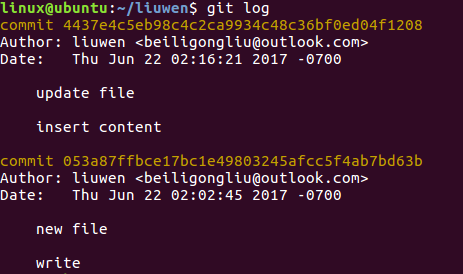 linux@ubuntu:~/liuwen$ git log
commit 4437e4c5eb98c4c2ca9934c48c36bf0ed04f1208
Author: liuwen <beiligongliu@outlook.com>
Date:   Thu Jun 22 02:16:21 2017 -0700
update file
insert content
commit 053a87ffbce17bc1e49803245afcc5f4ab7bd63b
Author: liuwen <beiligongliu@outlook.com>
Date:   Thu Jun 22 02:02:45 2017 -0700
new file
write